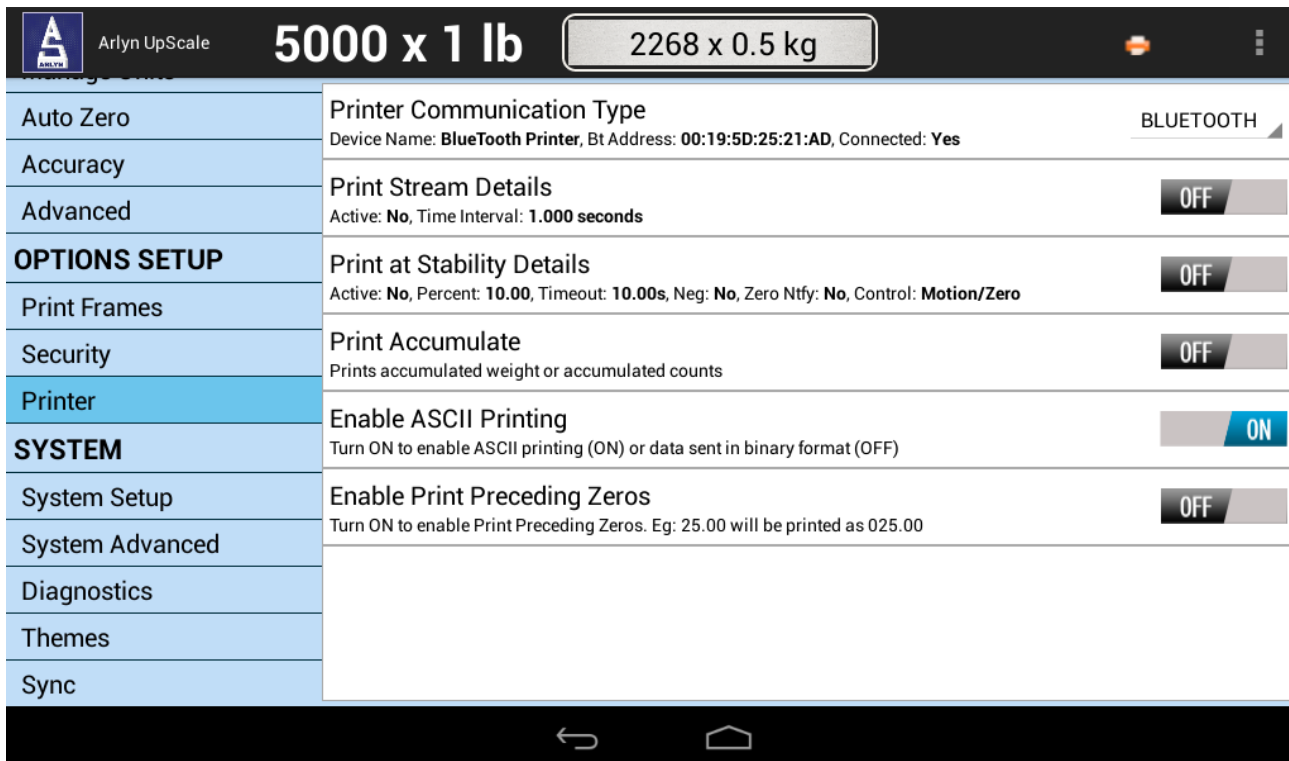 ARLYN
Arlyn UpScale
5000 x 1 lb
2268 x 0.5 kg
Manage Units
Auto Zero
Accuracy
Advanced
OPTIONS SETUP
Print Frames
Security
Printer
SYSTEM
System Setup
System Advanced
Diagnostics
Themes
Sync
Printer Communication Type
Device Name: BlueTooth Printer, Bt Address: 00:19:5D:25:21:AD, Connected: Yes
BLUETOOTH
Print Stream Details
Active: No, Time Interval: 1.000 seconds
OFF
Print at Stability Details
Active: No, Percent: 10.00, Timeout: 10.00s, Neg: No, Zero Ntfy: No, Control: Motion/Zero
OFF
Print Accumulate
Prints accumulated weight or accumulated counts
OFF
Enable ASCII Printing
Turn ON to enable ASCII printing (ON) or data sent in binary format (OFF)
ON
Enable Print Preceding Zeros
Turn ON to enable Print Preceding Zeros. Eg: 25.00 will be printed as 025.00
OFF